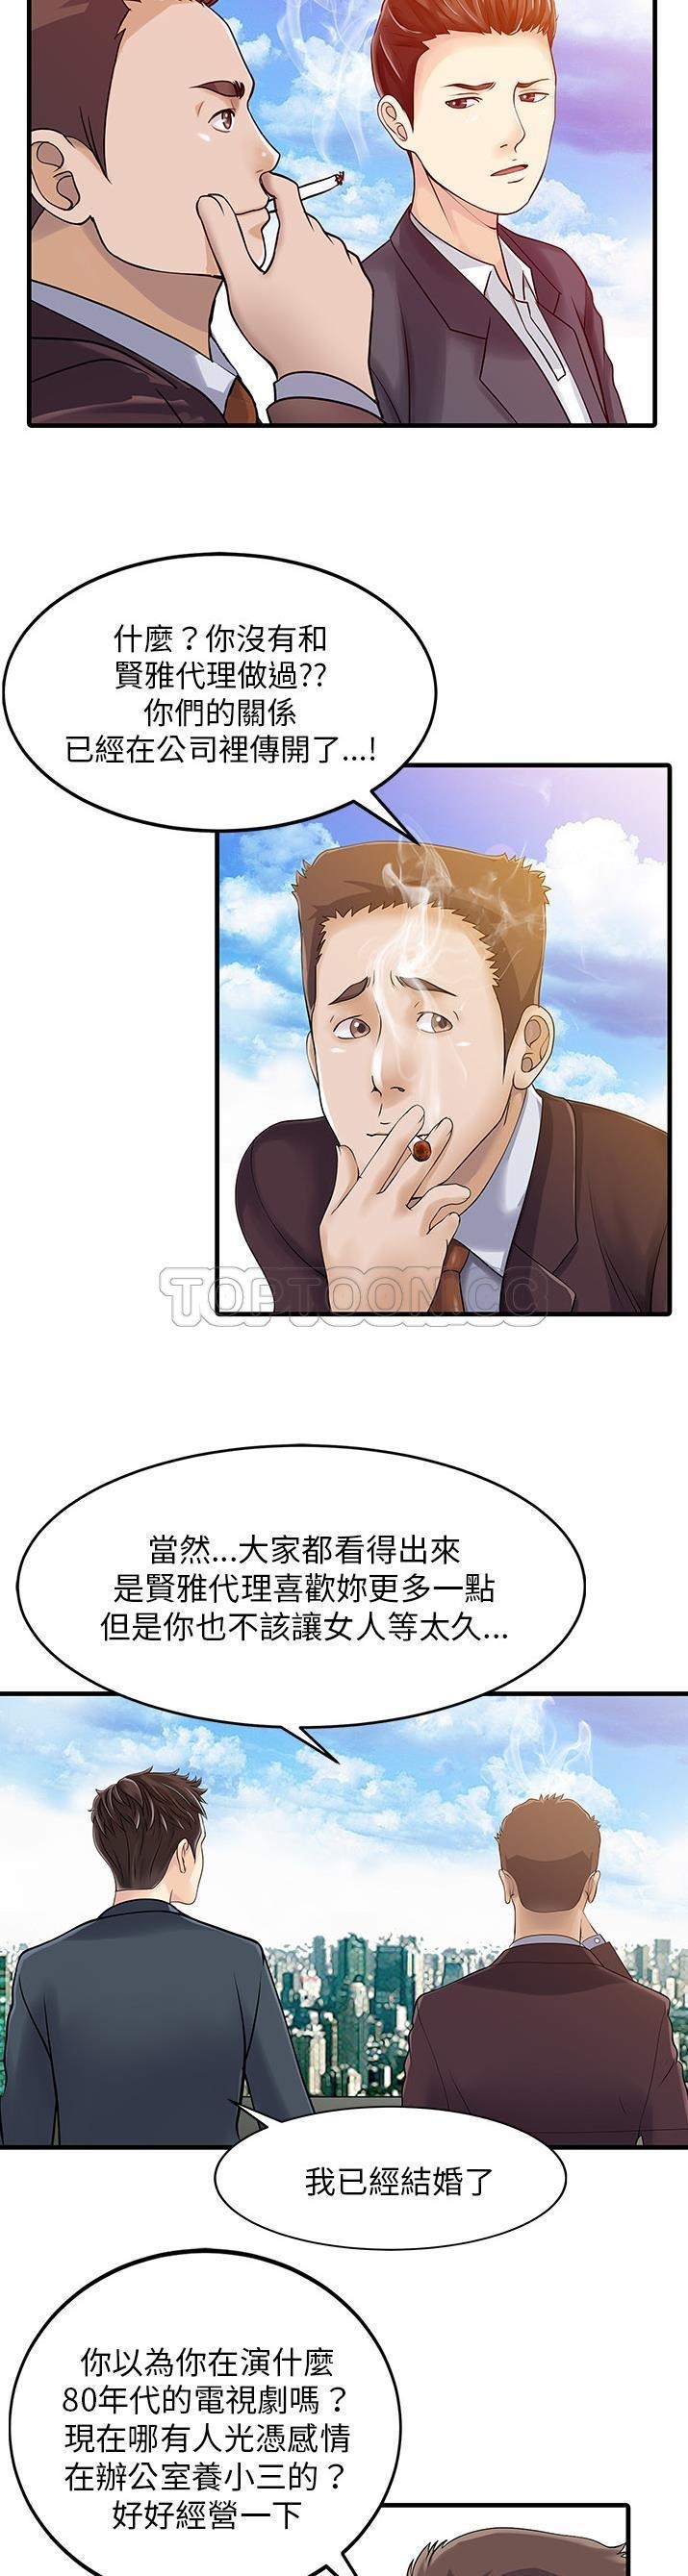 什麼？你沒有和
賢雅代理做過??
你們的關係
已經在公司裡傳開了...!
TOPTOON.CC
當然...大家都看得出來
是賢雅代理喜歡妳更多一點
但是你也不該讓女人等太久...
我已經結婚了
你以為你在演什麼
80年代的電視劇嗎？
現在哪有人光憑感情
在辦公室養小三的？
好好經營一下